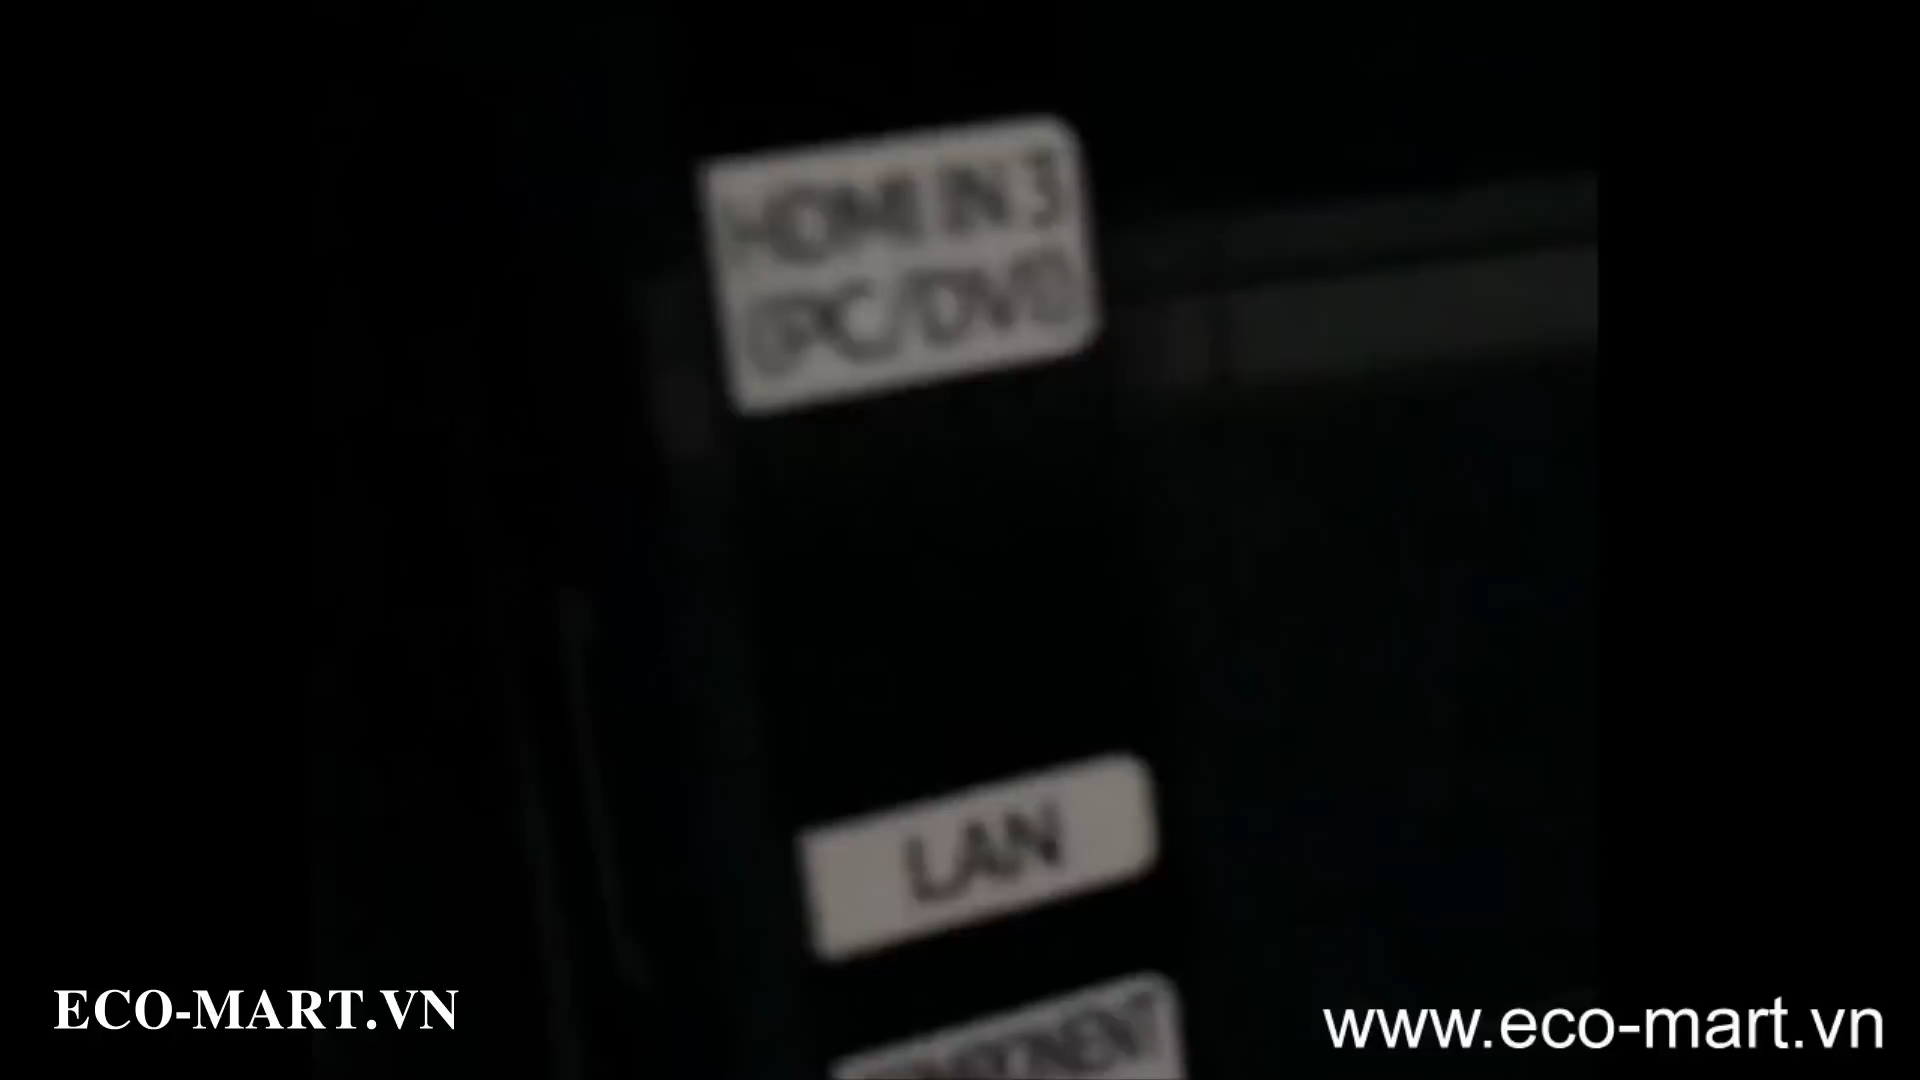 HDMI IN 3
(PC/DVI)
LAN
ECO-MART.VN
www.eco-mart.vn